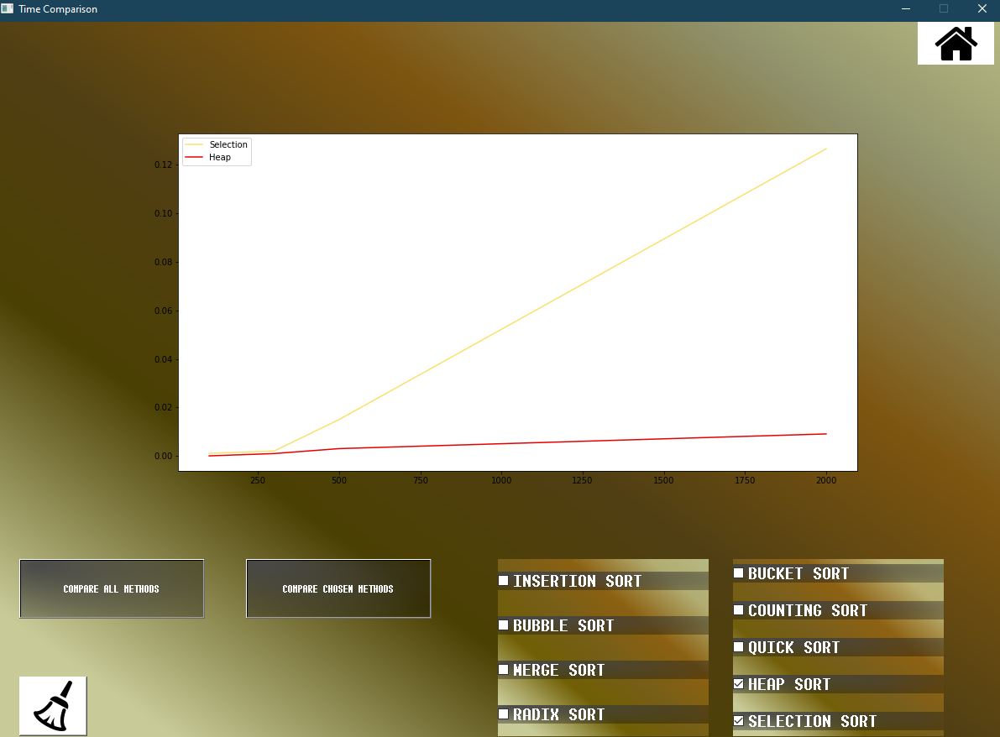 Time Comparison
Selection
Heap
0.12
0.10
0.08
0.06
0.04
0.02
0.00
250 500 750 1000 1250 1500 1750 2000
COMPARE ALL METHODS
COMPARE CHOSEN METHODS
INSERTION SORT
BUBBLE SORT
MERGE SORT
RADIX SORT
BUCKET SORT
COUNTING SORT
QUICK SORT
HEAP SORT
SELECTION SORT